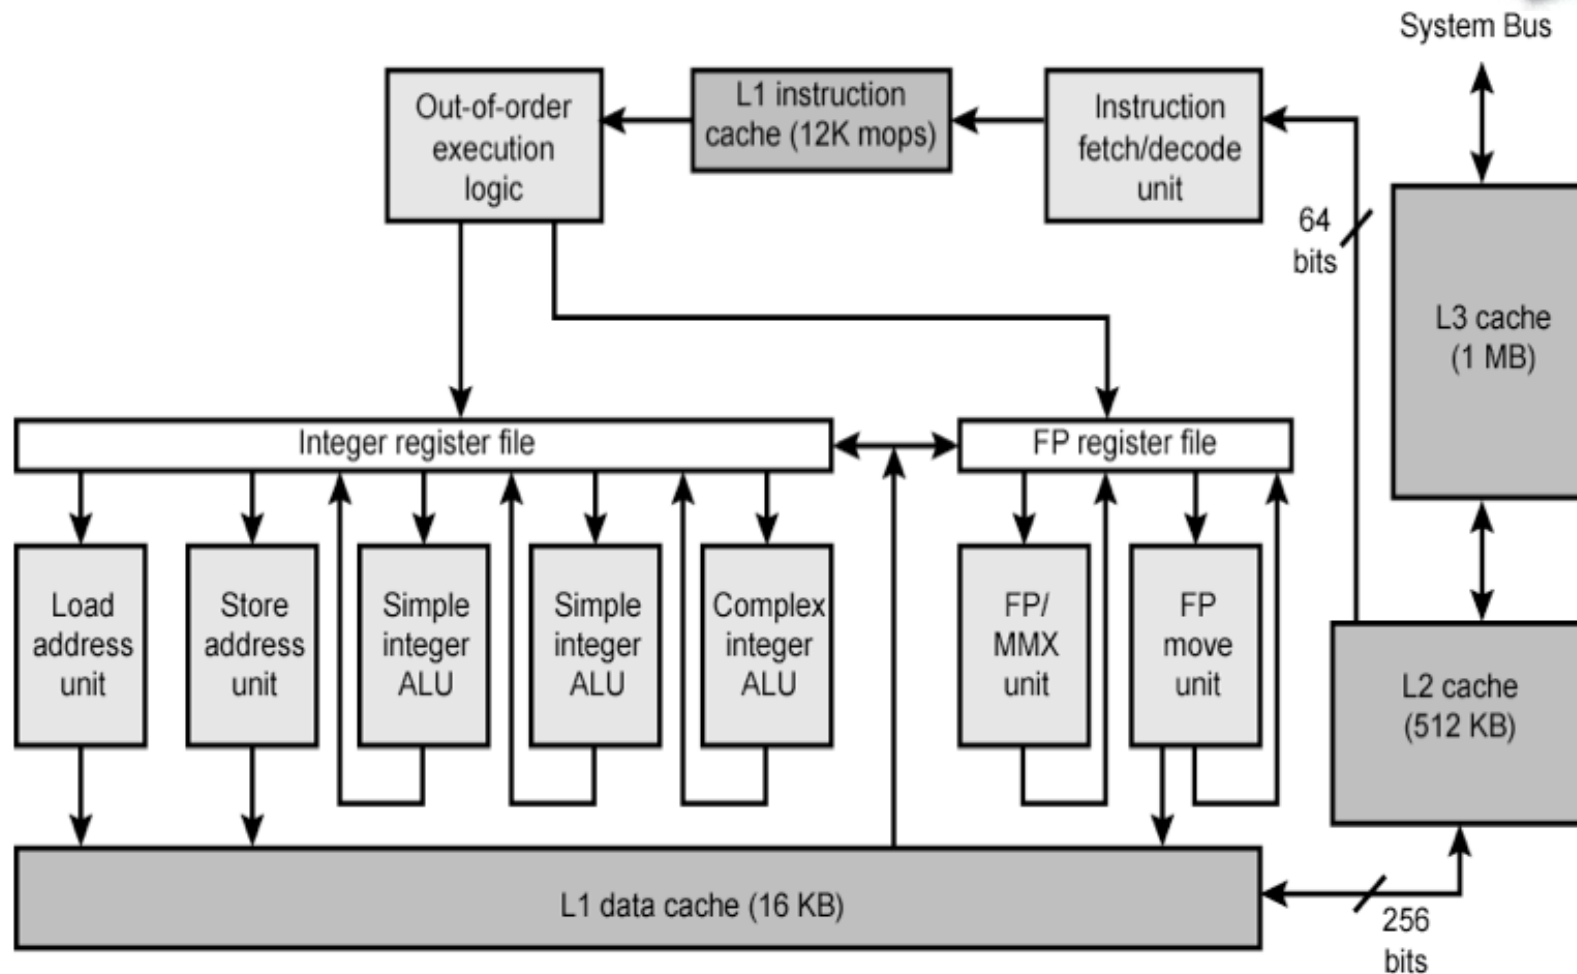 System Bus
Out-of-order
execution
logic
L1 instruction
cache (12K mops)
Instruction
fetch/decode
unit
64
bits
L3 cache
(1 MB)
Integer register file
FP register file
Load
address
unit
Store
address
unit
Simple
integer
ALU
Simple
integer
ALU
Complex
integer
ALU
FP/
MMX
unit
FP
move
unit
L2 cache
(512 KB)
L1 data cache (16 KB)
256
bits